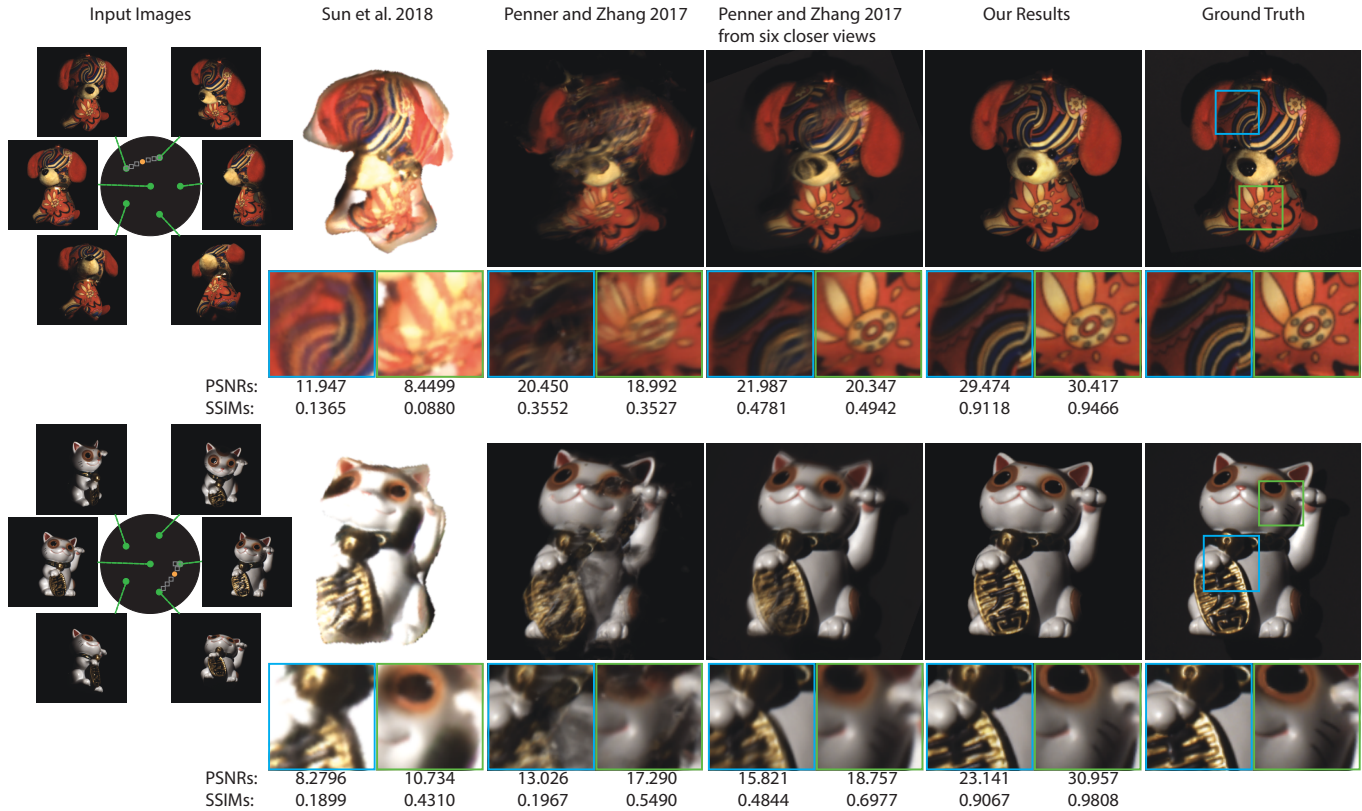 Input Images
Sun et al. 2018
Penner and Zhang 2017
Penner and Zhang 2017
from six closer views
Our Results
Ground Truth
PSNRs: 11.947 8.4499 20.450 18.992 21.987 20.347 29.474 30.417
SSIMs: 0.1365 0.0880 0.3552 0.3527 0.4781 0.4942 0.9118 0.9466
PSNRs: 8.2796 10.734 13.026 17.290 15.821 18.757 23.141 30.957
SSIMs: 0.1899 0.4310 0.1967 0.5490 0.4844 0.6977 0.9067 0.9808